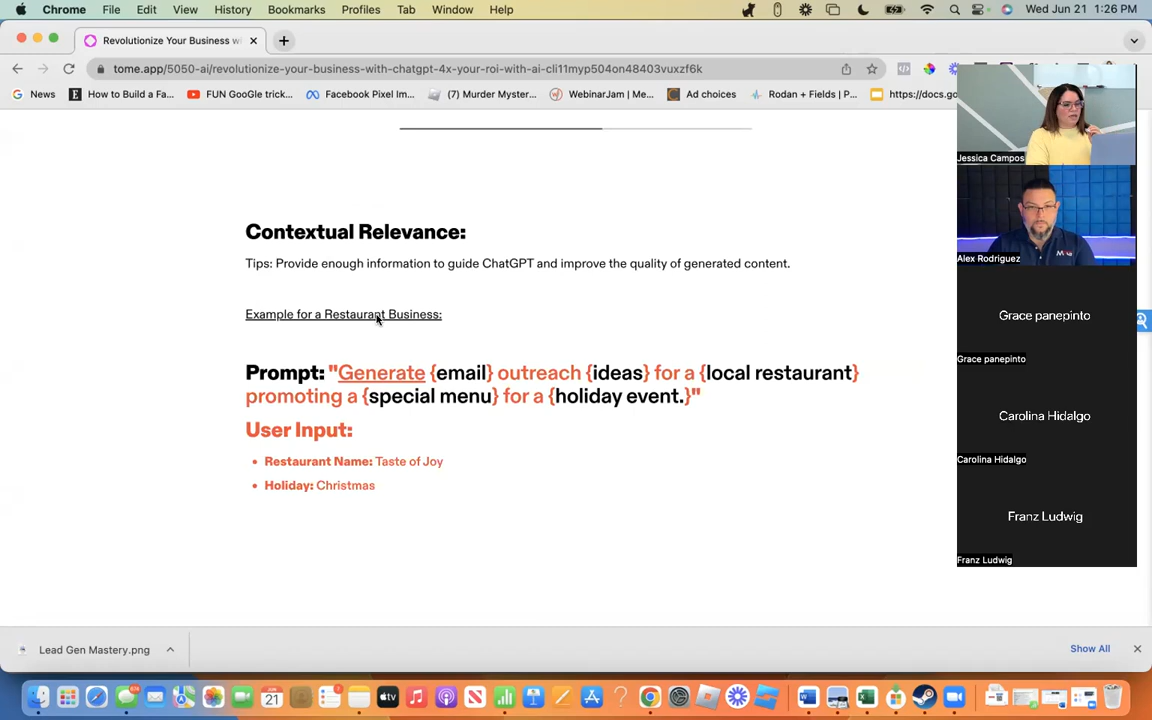 Chrome File Edit View History Bookmarks Profiles Tab Window Help Wed Jun 21 1:26 PM
Revolutionize Your Business wi
tome.app/5050-ai/revolutionize-your-business-with-chatgpt-4x-your-roi-with-ai-cli11myp504on48403vuxzf6k
News How to Build a Fa... FUN GooGle trick... Facebook Pixel Im... (7) Murder Myster... WebinarJam | Me... Ad choices Rodan + Fields | P... https://docs.go
Jessica Campos
Contextual Relevance:
Tips: Provide enough information to guide ChatGPT and improve the quality of generated content.
Alex Rodriguez
Example for a Restaurant Business:
Grace panepinto
Grace panepinto
Prompt: "Generate {email} outreach {ideas} for a {local restaurant}
promoting a {special menu} for a {holiday event.}"
User Input:
Carolina Hidalgo
Carolina Hidalgo
• Restaurant Name: Taste of Joy
• Holiday: Christmas
Franz Ludwig
Franz Ludwig
Lead Gen Mastery.png
Show All